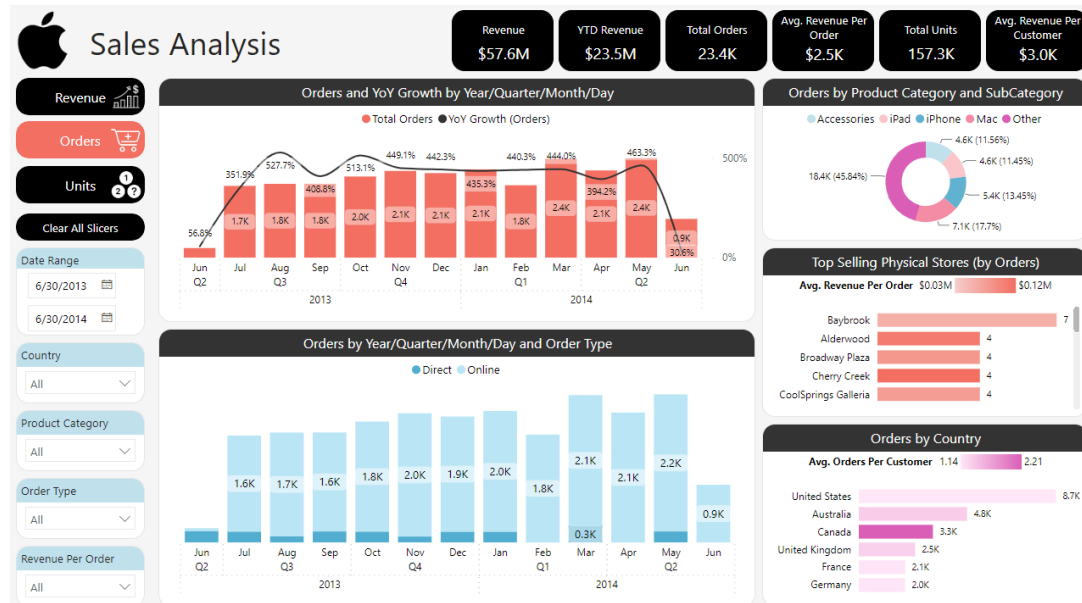 Sales Analysis
Revenue
$57.6M
YTD Revenue
$23.5M
Total Orders
23.4K
Avg. Revenue Per
Order
$2.5K
Total Units
157.3K
Avg. Revenue Per
Customer
$3.0K
Revenue
Orders
Units
Clear All Slicers
Date Range
6/30/2013
6/30/2014
Country
All
Product Category
All
Order Type
All
Revenue Per Order
All
Orders and YoY Growth by Year/Quarter/Month/Day
Total Orders YoY Growth (Orders)
56.8% 351.9% 527.7% 408.8% 513.1% 449.1% 442.3% 435.3% 440.3% 444.0% 394.2% 463.3% 30.6%
1.7K 1.8K 1.8K 2.0K 2.1K 2.1K 2.1K 1.8K 2.4K 2.1K 2.4K 0.9K
500%
0%
Jun Jul Aug Sep Oct Nov Dec Jan Feb Mar Apr May Jun
Q2 Q3 Q4 Q1 Q2
2013 2014
Orders by Year/Quarter/Month/Day and Order Type
Direct Online
1.6K 1.7K 1.6K 1.8K 2.0K 1.9K 2.0K 1.8K 2.1K 2.1K 2.2K 0.9K
0.3K
Jun Jul Aug Sep Oct Nov Dec Jan Feb Mar Apr May Jun
Q2 Q3 Q4 Q1 Q2
2013 2014
Orders by Product Category and SubCategory
Accessories iPad iPhone Mac Other
4.6K (11.56%)
4.6K (11.45%)
5.4K (13.45%)
7.1K (17.7%)
18.4K (45.84%)
Top Selling Physical Stores (by Orders)
Avg. Revenue Per Order $0.03M $0.12M
Baybrook 7
Alderwood 4
Broadway Plaza 4
Cherry Creek 4
CoolSprings Galleria 4
Orders by Country
Avg. Orders Per Customer 1.14 2.21
United States 8.7K
Australia 4.8K
Canada 3.3K
United Kingdom 2.5K
France 2.1K
Germany 2.0K